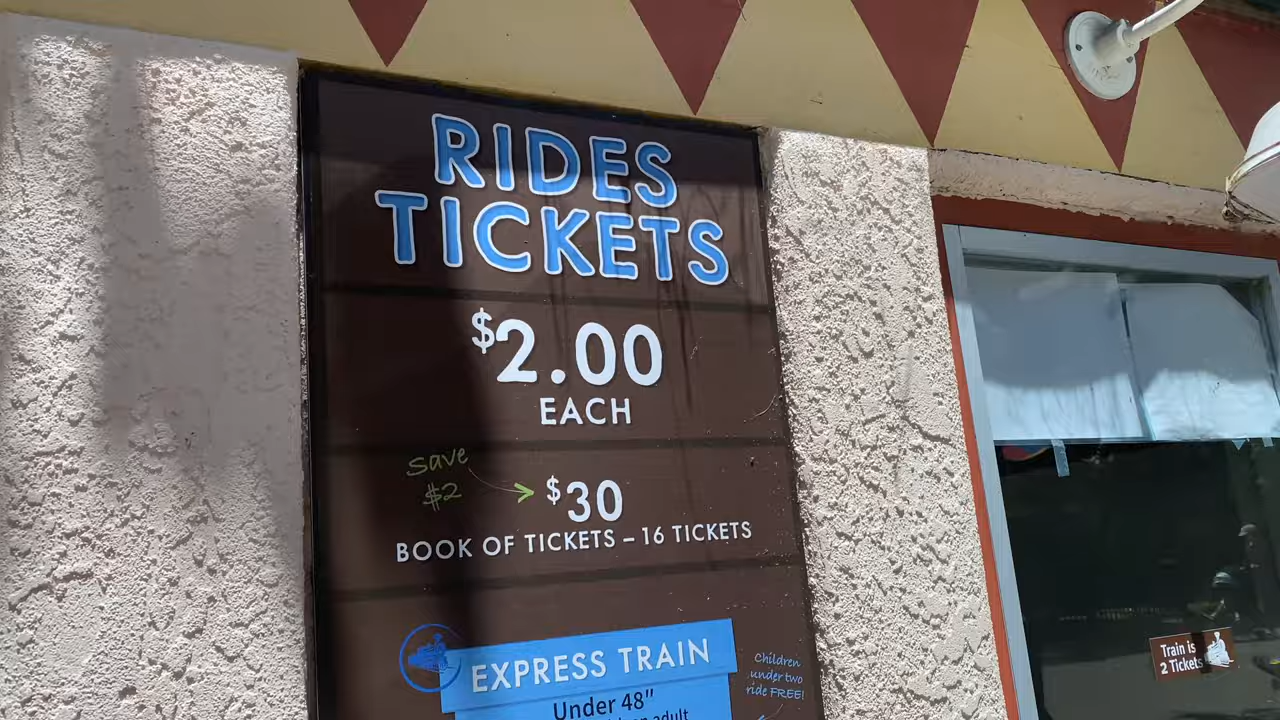 RIDES
TICKETS
$2.00
EACH
save
$2
$30
BOOK OF TICKETS – 16 TICKETS
EXPRESS TRAIN
Under 48"
adult
Children
under two
ride FREE!
Train is
2 Tickets